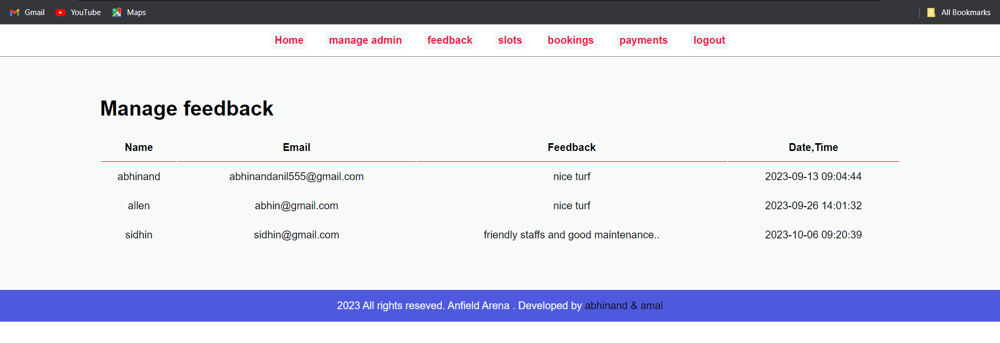 Gmail YouTube Maps All Bookmarks
Home manage admin feedback slots bookings payments logout
Manage feedback
Name Email Feedback Date,Time
abhinand abhinandanil555@gmail.com nice turf 2023-09-13 09:04:44
allen abhin@gmail.com nice turf 2023-09-26 14:01:32
sidhin sidhin@gmail.com friendly staffs and good maintenance.. 2023-10-06 09:20:39
2023 All rights reseved. Anfield Arena . Developed by abhinand & amal